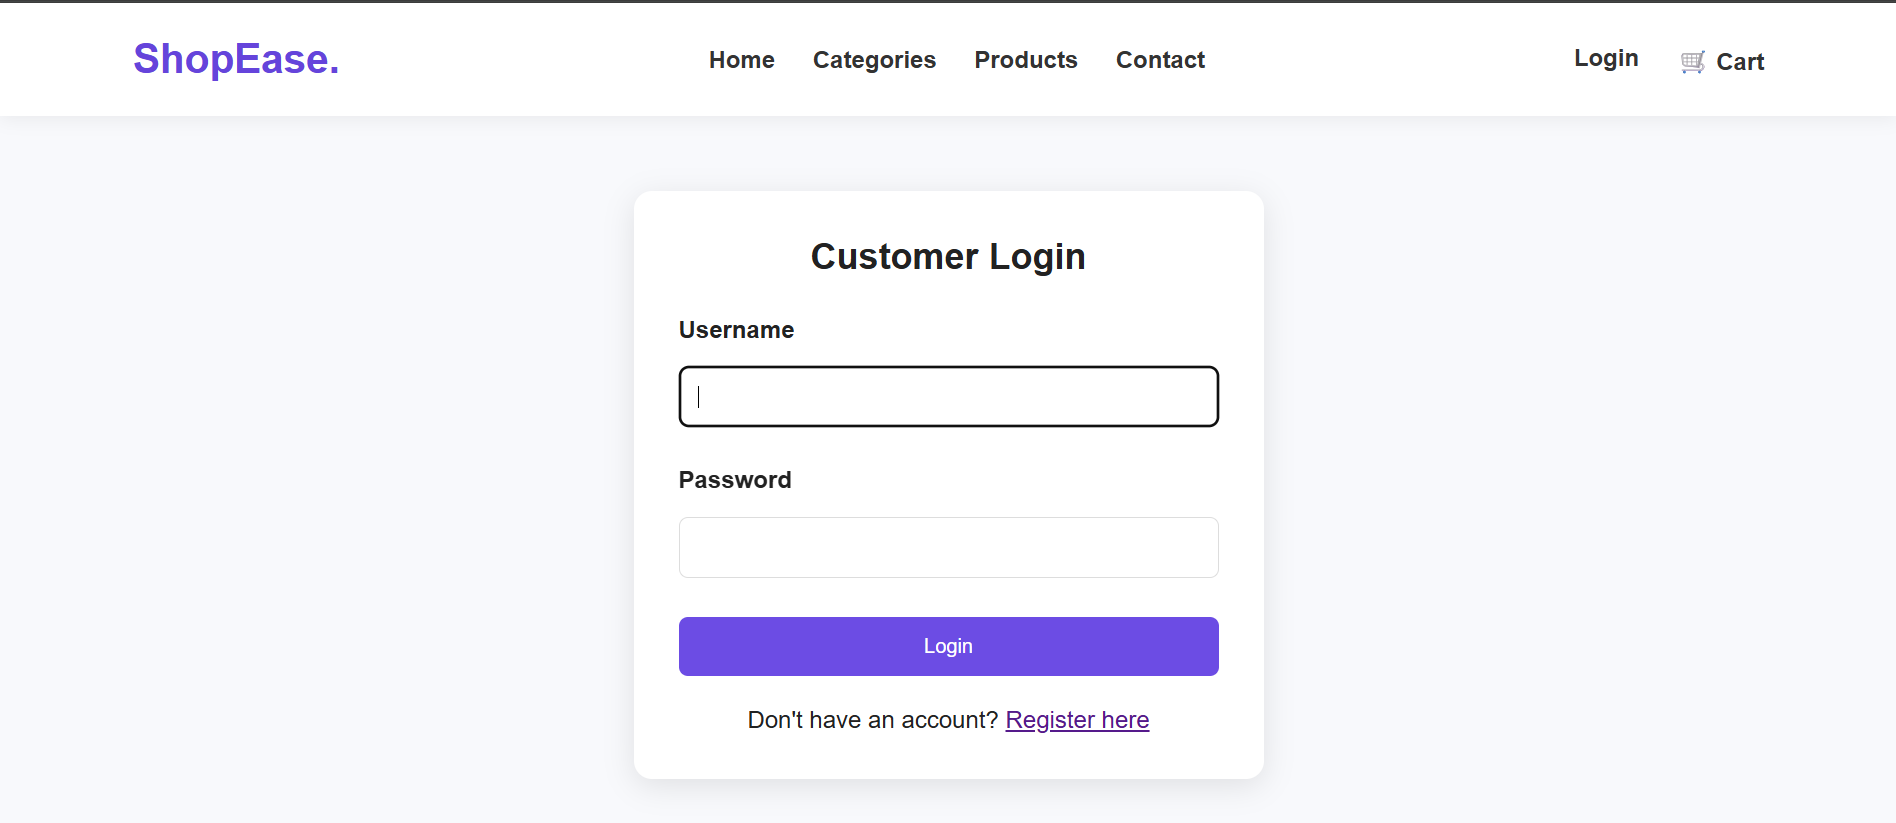 ShopEase.
Home Categories Products Contact
Login Cart
Customer Login
Username
Password
Login
Don't have an account? Register here